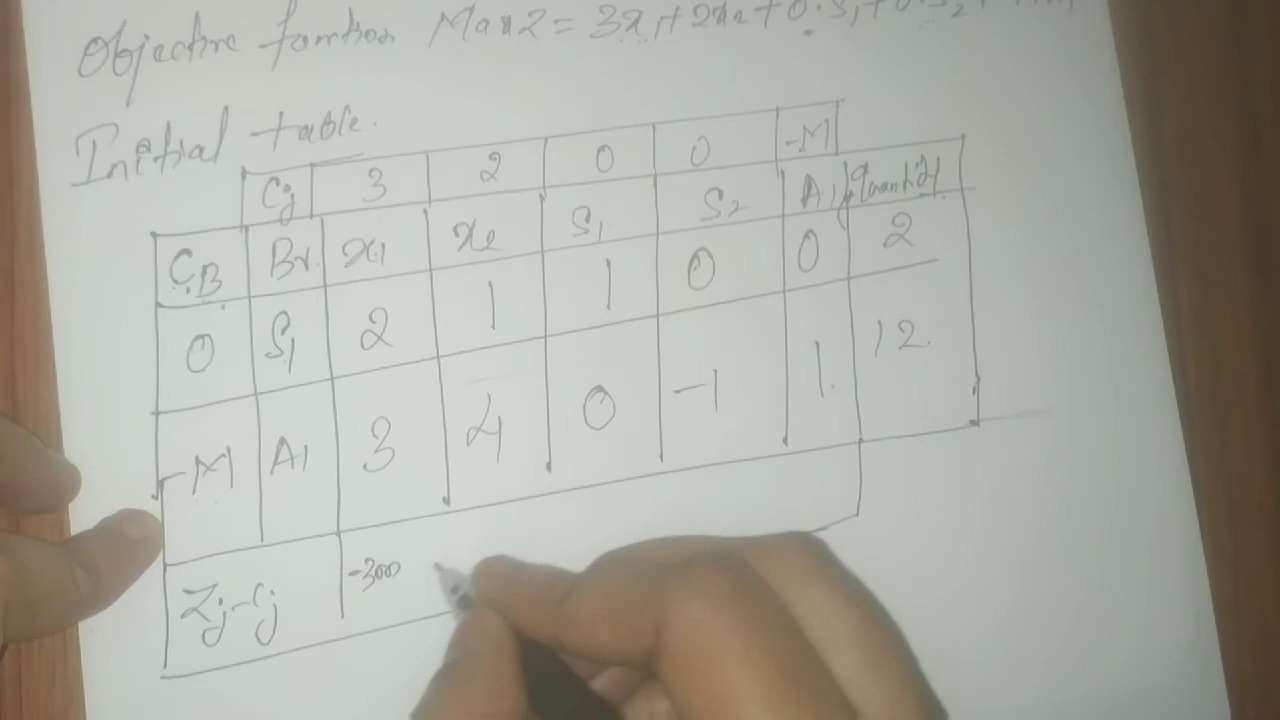 Objective function Max Z = 3x1 + 2x2 + 0.S1 + 0.S2
Initial table.
Cj 3 2 0 0 -M
CB Bv. x1 x2 S1 S2 A1 Quantity
0 S1 2 1 1 0 0 2
-M A1 3 4 0 -1 1. 12.
Zj-Cj -300